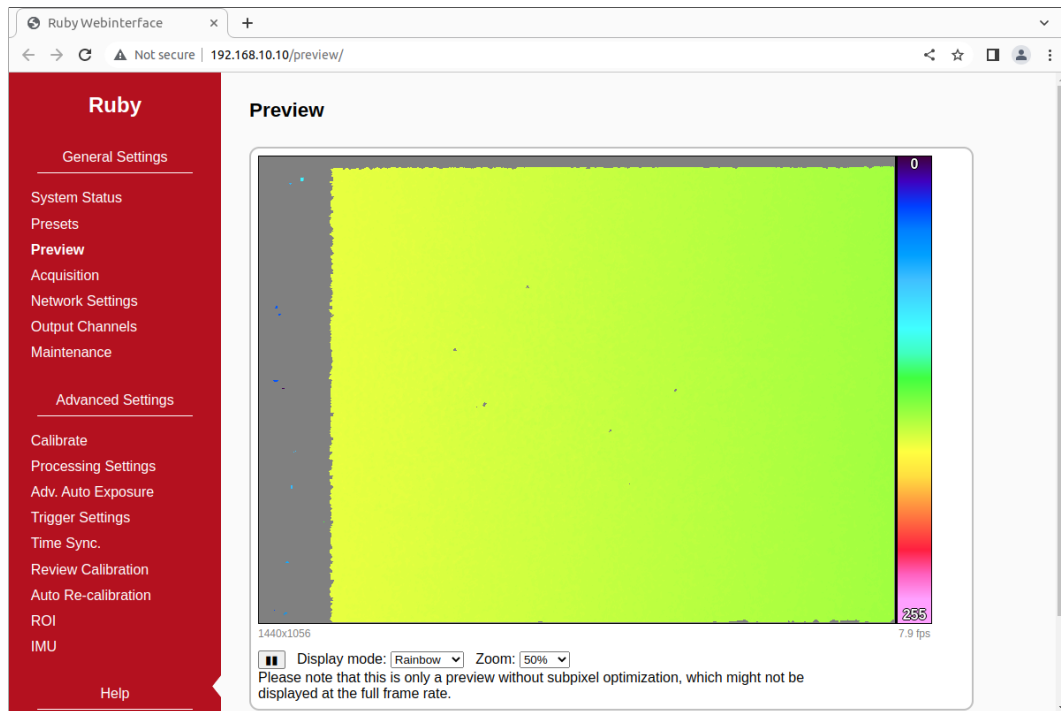 Ruby Webinterface
Not secure
192.168.10.10/preview/
Ruby
General Settings
System Status
Presets
Preview
Acquisition
Network Settings
Output Channels
Maintenance
Advanced Settings
Calibrate
Processing Settings
Adv. Auto Exposure
Trigger Settings
Time Sync.
Review Calibration
Auto Re-calibration
ROI
IMU
Help
Preview
0
255
1440x1056
7.9 fps
Display mode: Rainbow Zoom: 50%
Please note that this is only a preview without subpixel optimization, which might not be
displayed at the full frame rate.